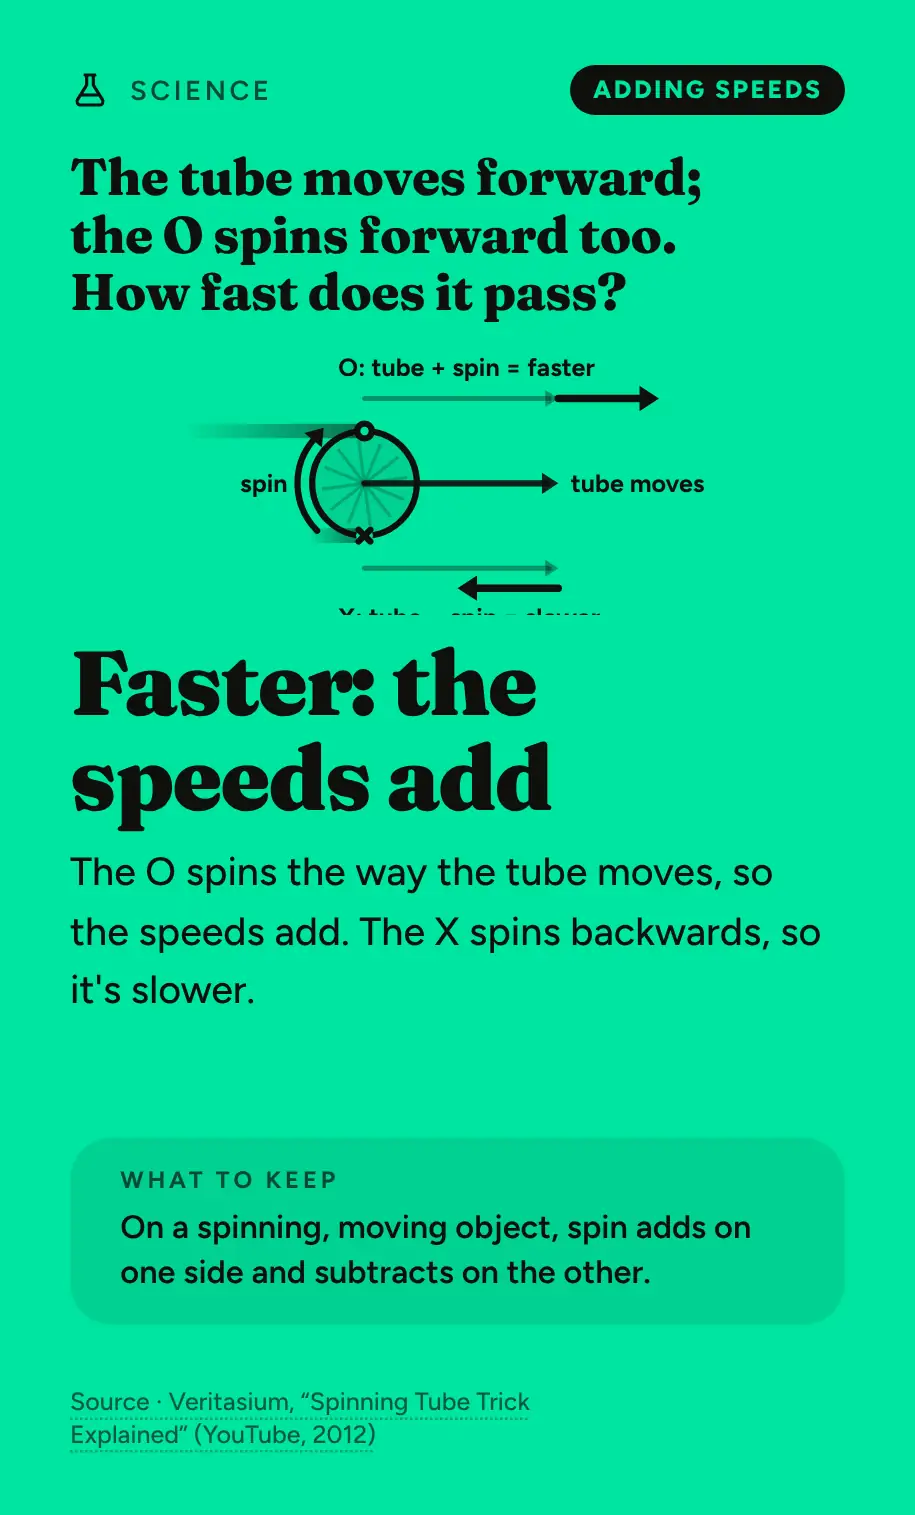 SCIENCE
ADDING SPEEDS
The tube moves forward;
the O spins forward too.
How fast does it pass?
O: tube + spin = faster
spin
tube moves
X: tube − spin = slower
Faster: the
speeds add
The O spins the way the tube moves, so
the speeds add. The X spins backwards, so
it's slower.
WHAT TO KEEP
On a spinning, moving object, spin adds on
one side and subtracts on the other.
Source · Veritasium, “Spinning Tube Trick
Explained” (YouTube, 2012)